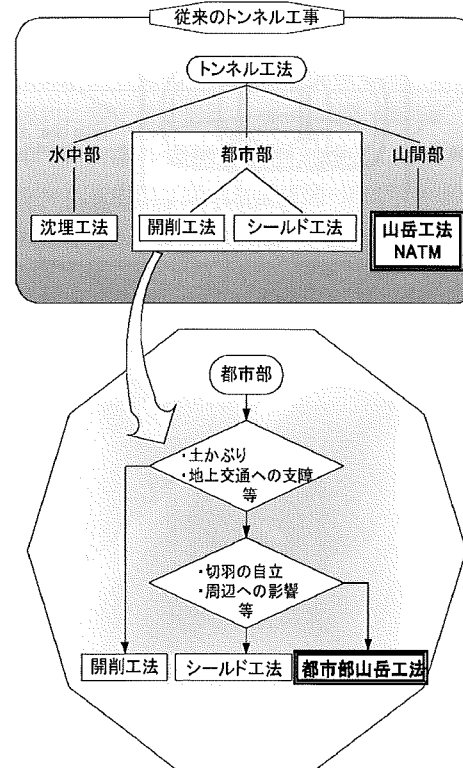 従来のトンネル工事
トンネル工法
水中部
都市部
山間部
沈埋工法
開削工法
シールド工法
山岳工法
NATM
都市部
・土かぶり
・地上交通への支障
等
・切羽の自立
・周辺への影響
等
開削工法
シールド工法
都市部山岳工法